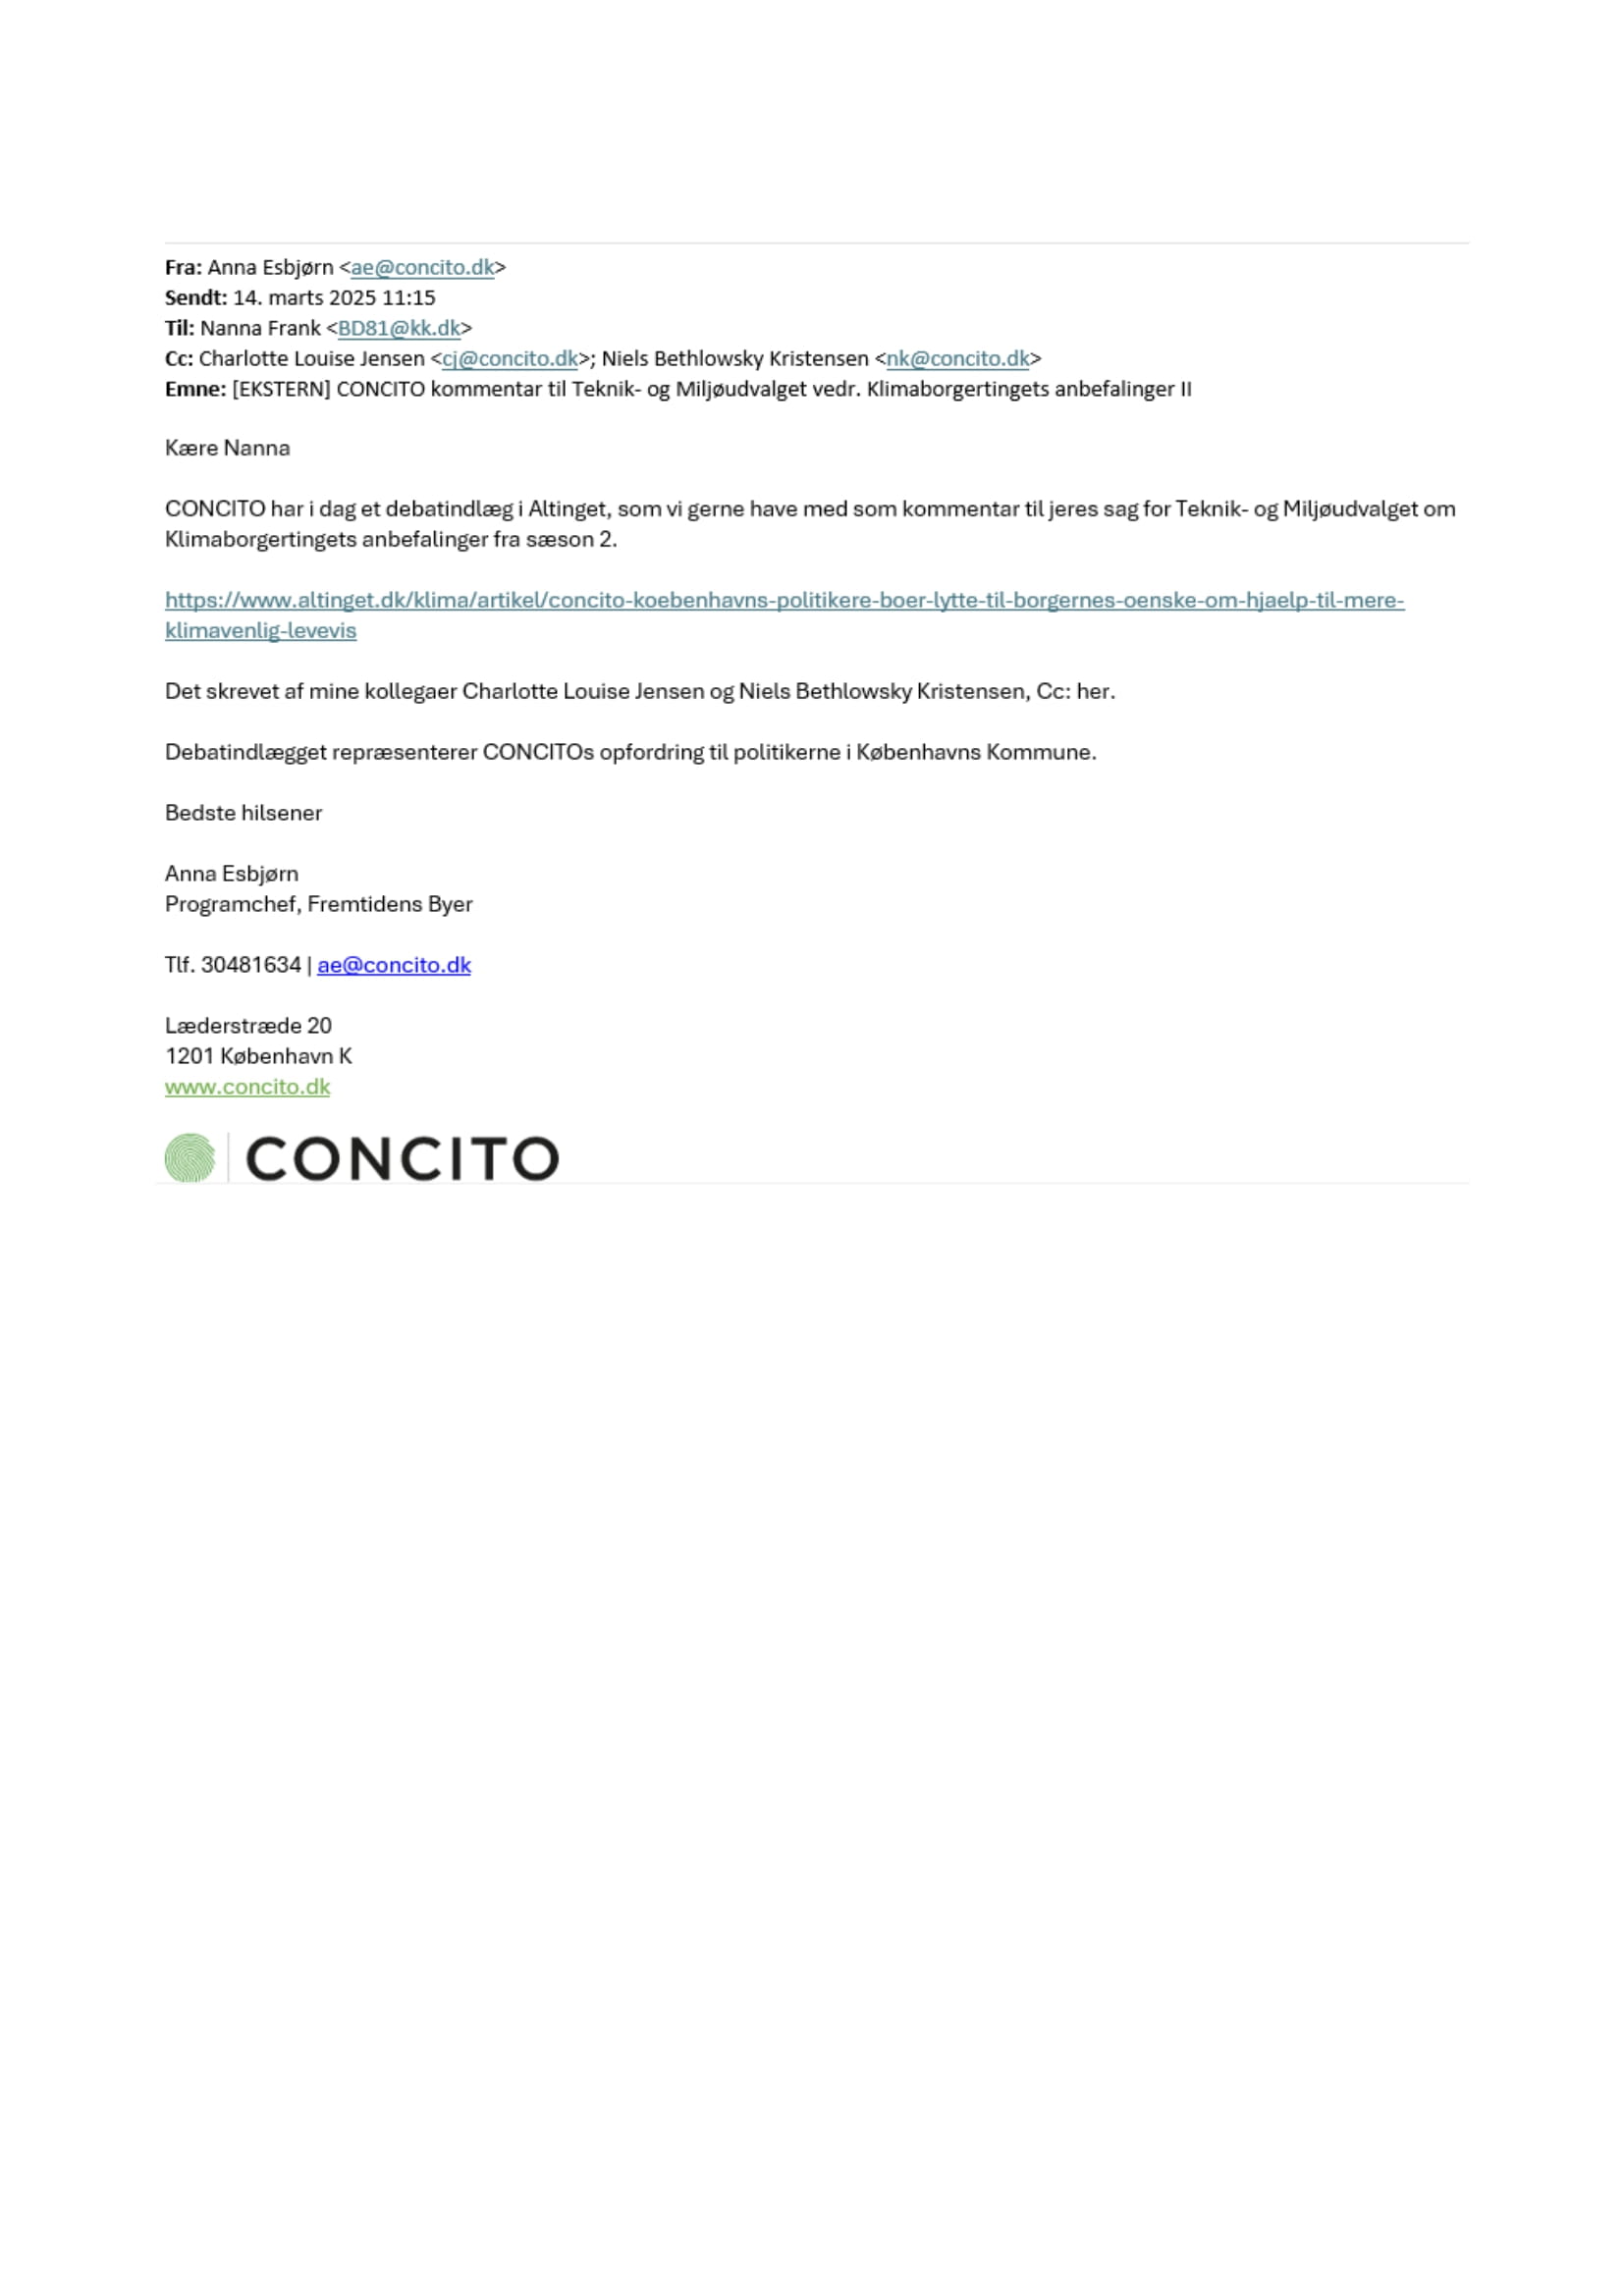 Fra: Anna Esbjørn <ae@concito.dk>
Sendt: 14. marts 2025 11:15
Til: Nanna Frank <BD81@kk.dk>
Cc: Charlotte Louise Jensen <cj@concito.dk>; Niels Bethlowsky Kristensen <nk@concito.dk>
Emne: [EKSTERN] CONCITO kommentar til Teknik- og Miljøudvalget vedr. Klimaborgertingets anbefalinger II
Kære Nanna
CONCITO har i dag et debatindlæg i Altinget, som vi gerne have med som kommentar til jeres sag for Teknik- og Miljøudvalget om
Klimaborgertingets anbefalinger fra sæson 2.
https://www.altinget.dk/klima/artikel/concito-koebenhavns-politikere-boer-lytte-til-borgernes-oenske-om-hjaelp-til-mere-
klimavenlig-levevis
Det skrevet af mine kollegaer Charlotte Louise Jensen og Niels Bethlowsky Kristensen, Cc: her.
Debatindlægget repræsenterer CONCITOs opfordring til politikerne i Københavns Kommune.
Bedste hilsener
Anna Esbjørn
Programchef, Fremtidens Byer
Tlf. 30481634 | ae@concito.dk
Læderstræde 20
1201 København K
www.concito.dk
CONCITO